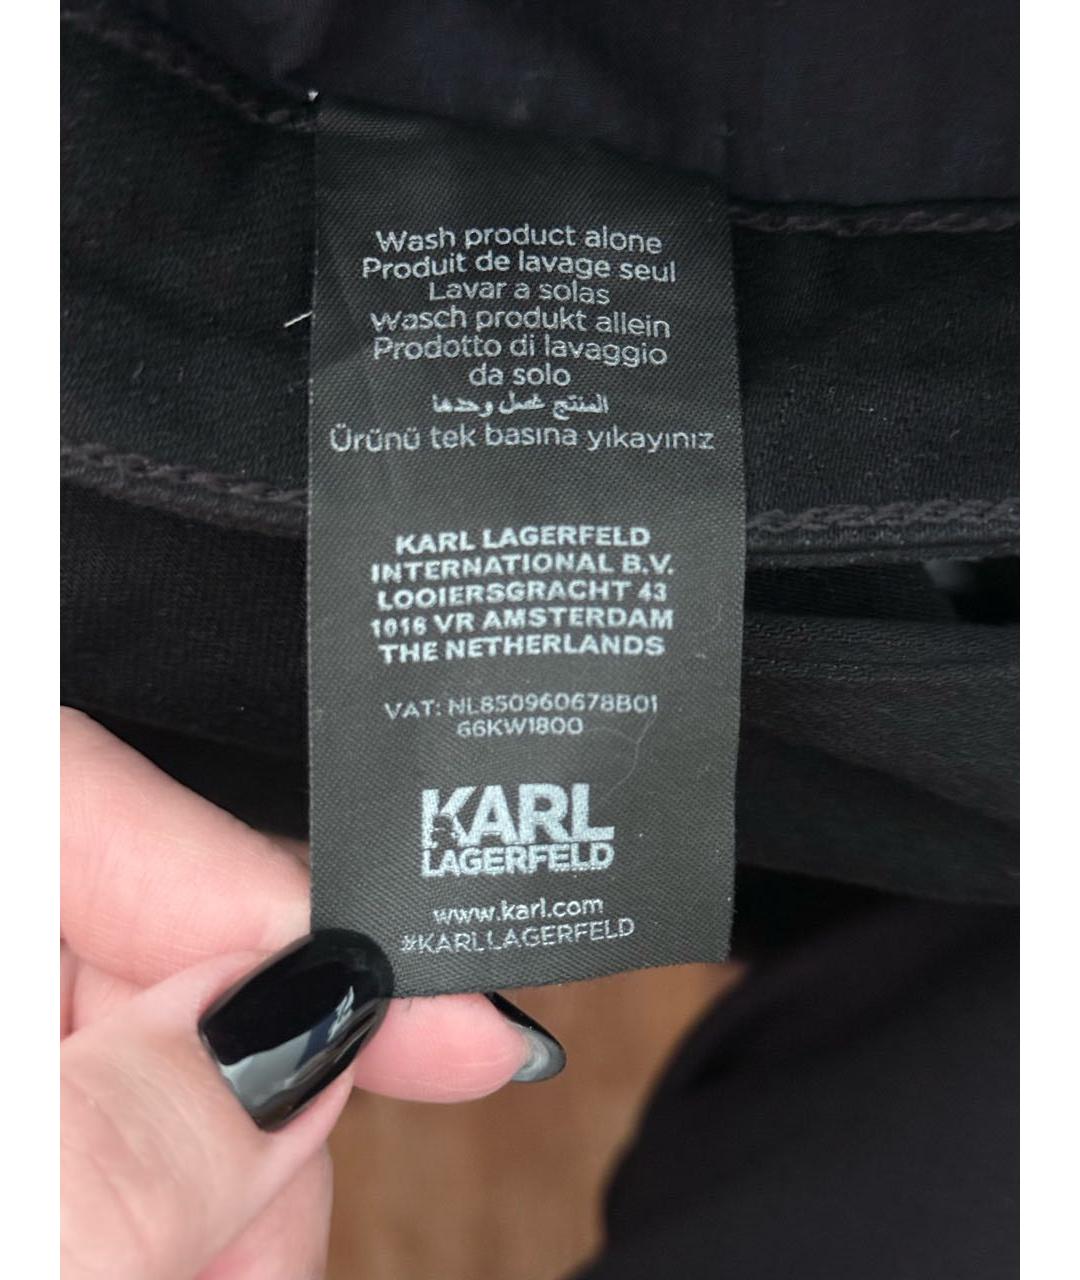 Wash product alone
Produit de lavage seul
Lavar a solas
Wasch produkt allein
Prodotto di lavaggio
da solo
المنتج غسل وحدها
Ürünü tek basına yıkayınız
KARL LAGERFELD
INTERNATIONAL B.V.
LOOIERSGRACHT 43
1016 VR AMSTERDAM
THE NETHERLANDS
VAT: NL850960678B01
66KW1800
KARL
LAGERFELD
www.karl.com
#KARLLAGERFELD